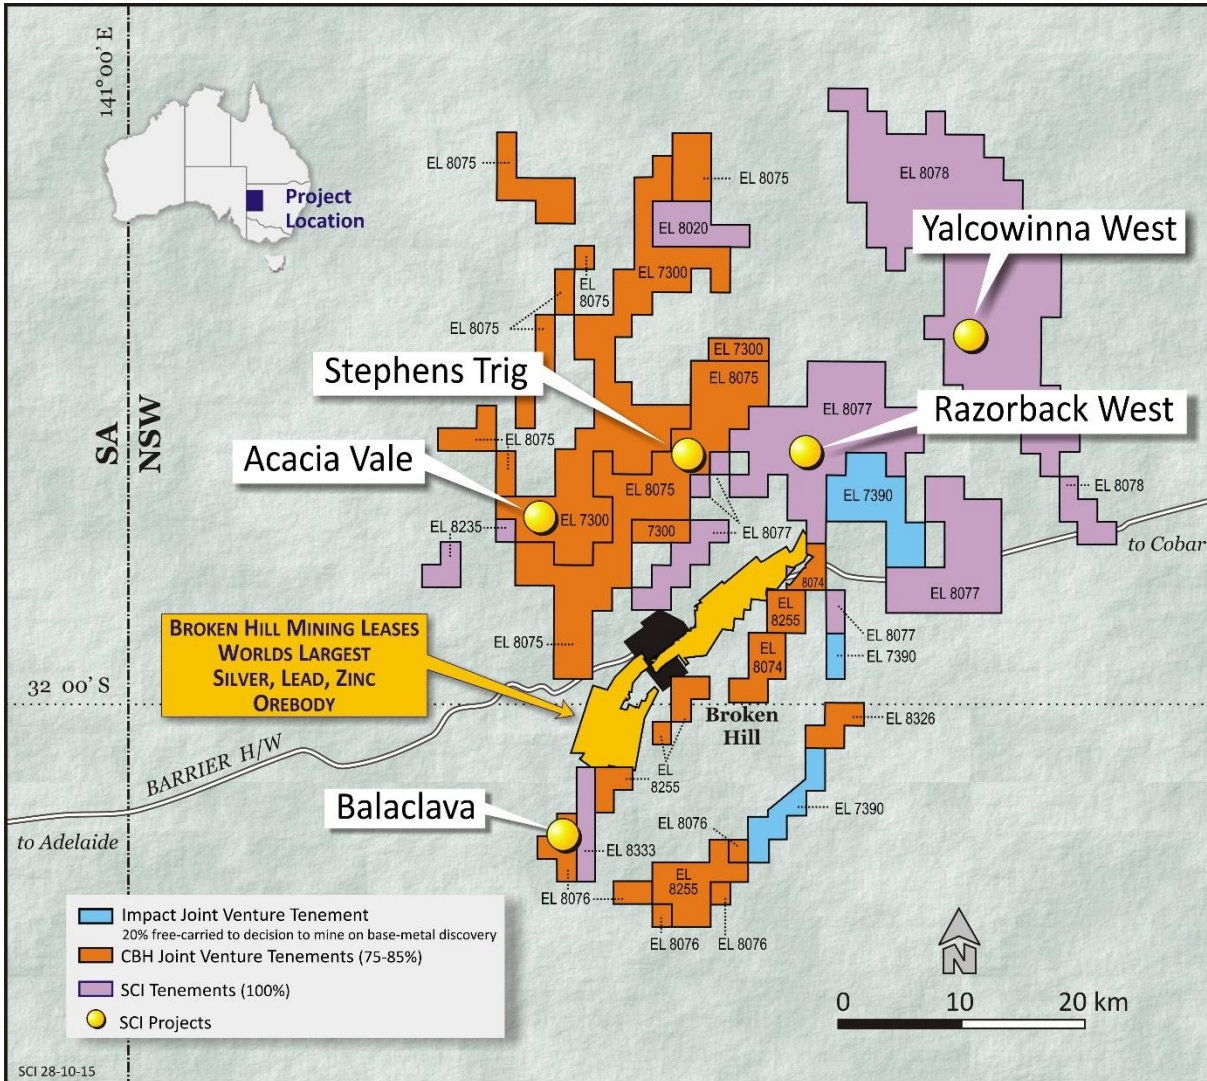 141°00' E
Project
Location
SA
NSW
EL 8075
EL 8075
EL 8078
EL 8020
EL 7300
EL
8075
EL 8075
Yalcowinna West
Stephens Trig
EL 7300
EL 8075
EL 8077
Razorback West
EL 8075
Acacia Vale
EL 8075
EL 7390
EL 8078
EL 7300
7300
EL 8077
EL 8235
to Cobar
8074
EL 8077
EL
8255
EL 8077
EL 7390
EL
8074
EL 8075
BROKEN HILL MINING LEASES
WORLDS LARGEST
SILVER, LEAD, ZINC
OREBODY
32 00' S
Broken
Hill
EL 8326
BARRIER H/W
EL
8255
EL 7390
Balaclava
to Adelaide
EL 8333
EL 8076
EL 8076
EL
8255
EL 8076
EL 8076
EL 8076
Impact Joint Venture Tenement
20% free-carried to decision to mine on base-metal discovery
CBH Joint Venture Tenements (75-85%)
SCI Tenements (100%)
SCI Projects
N
0 10 20 km
SCI 28-10-15